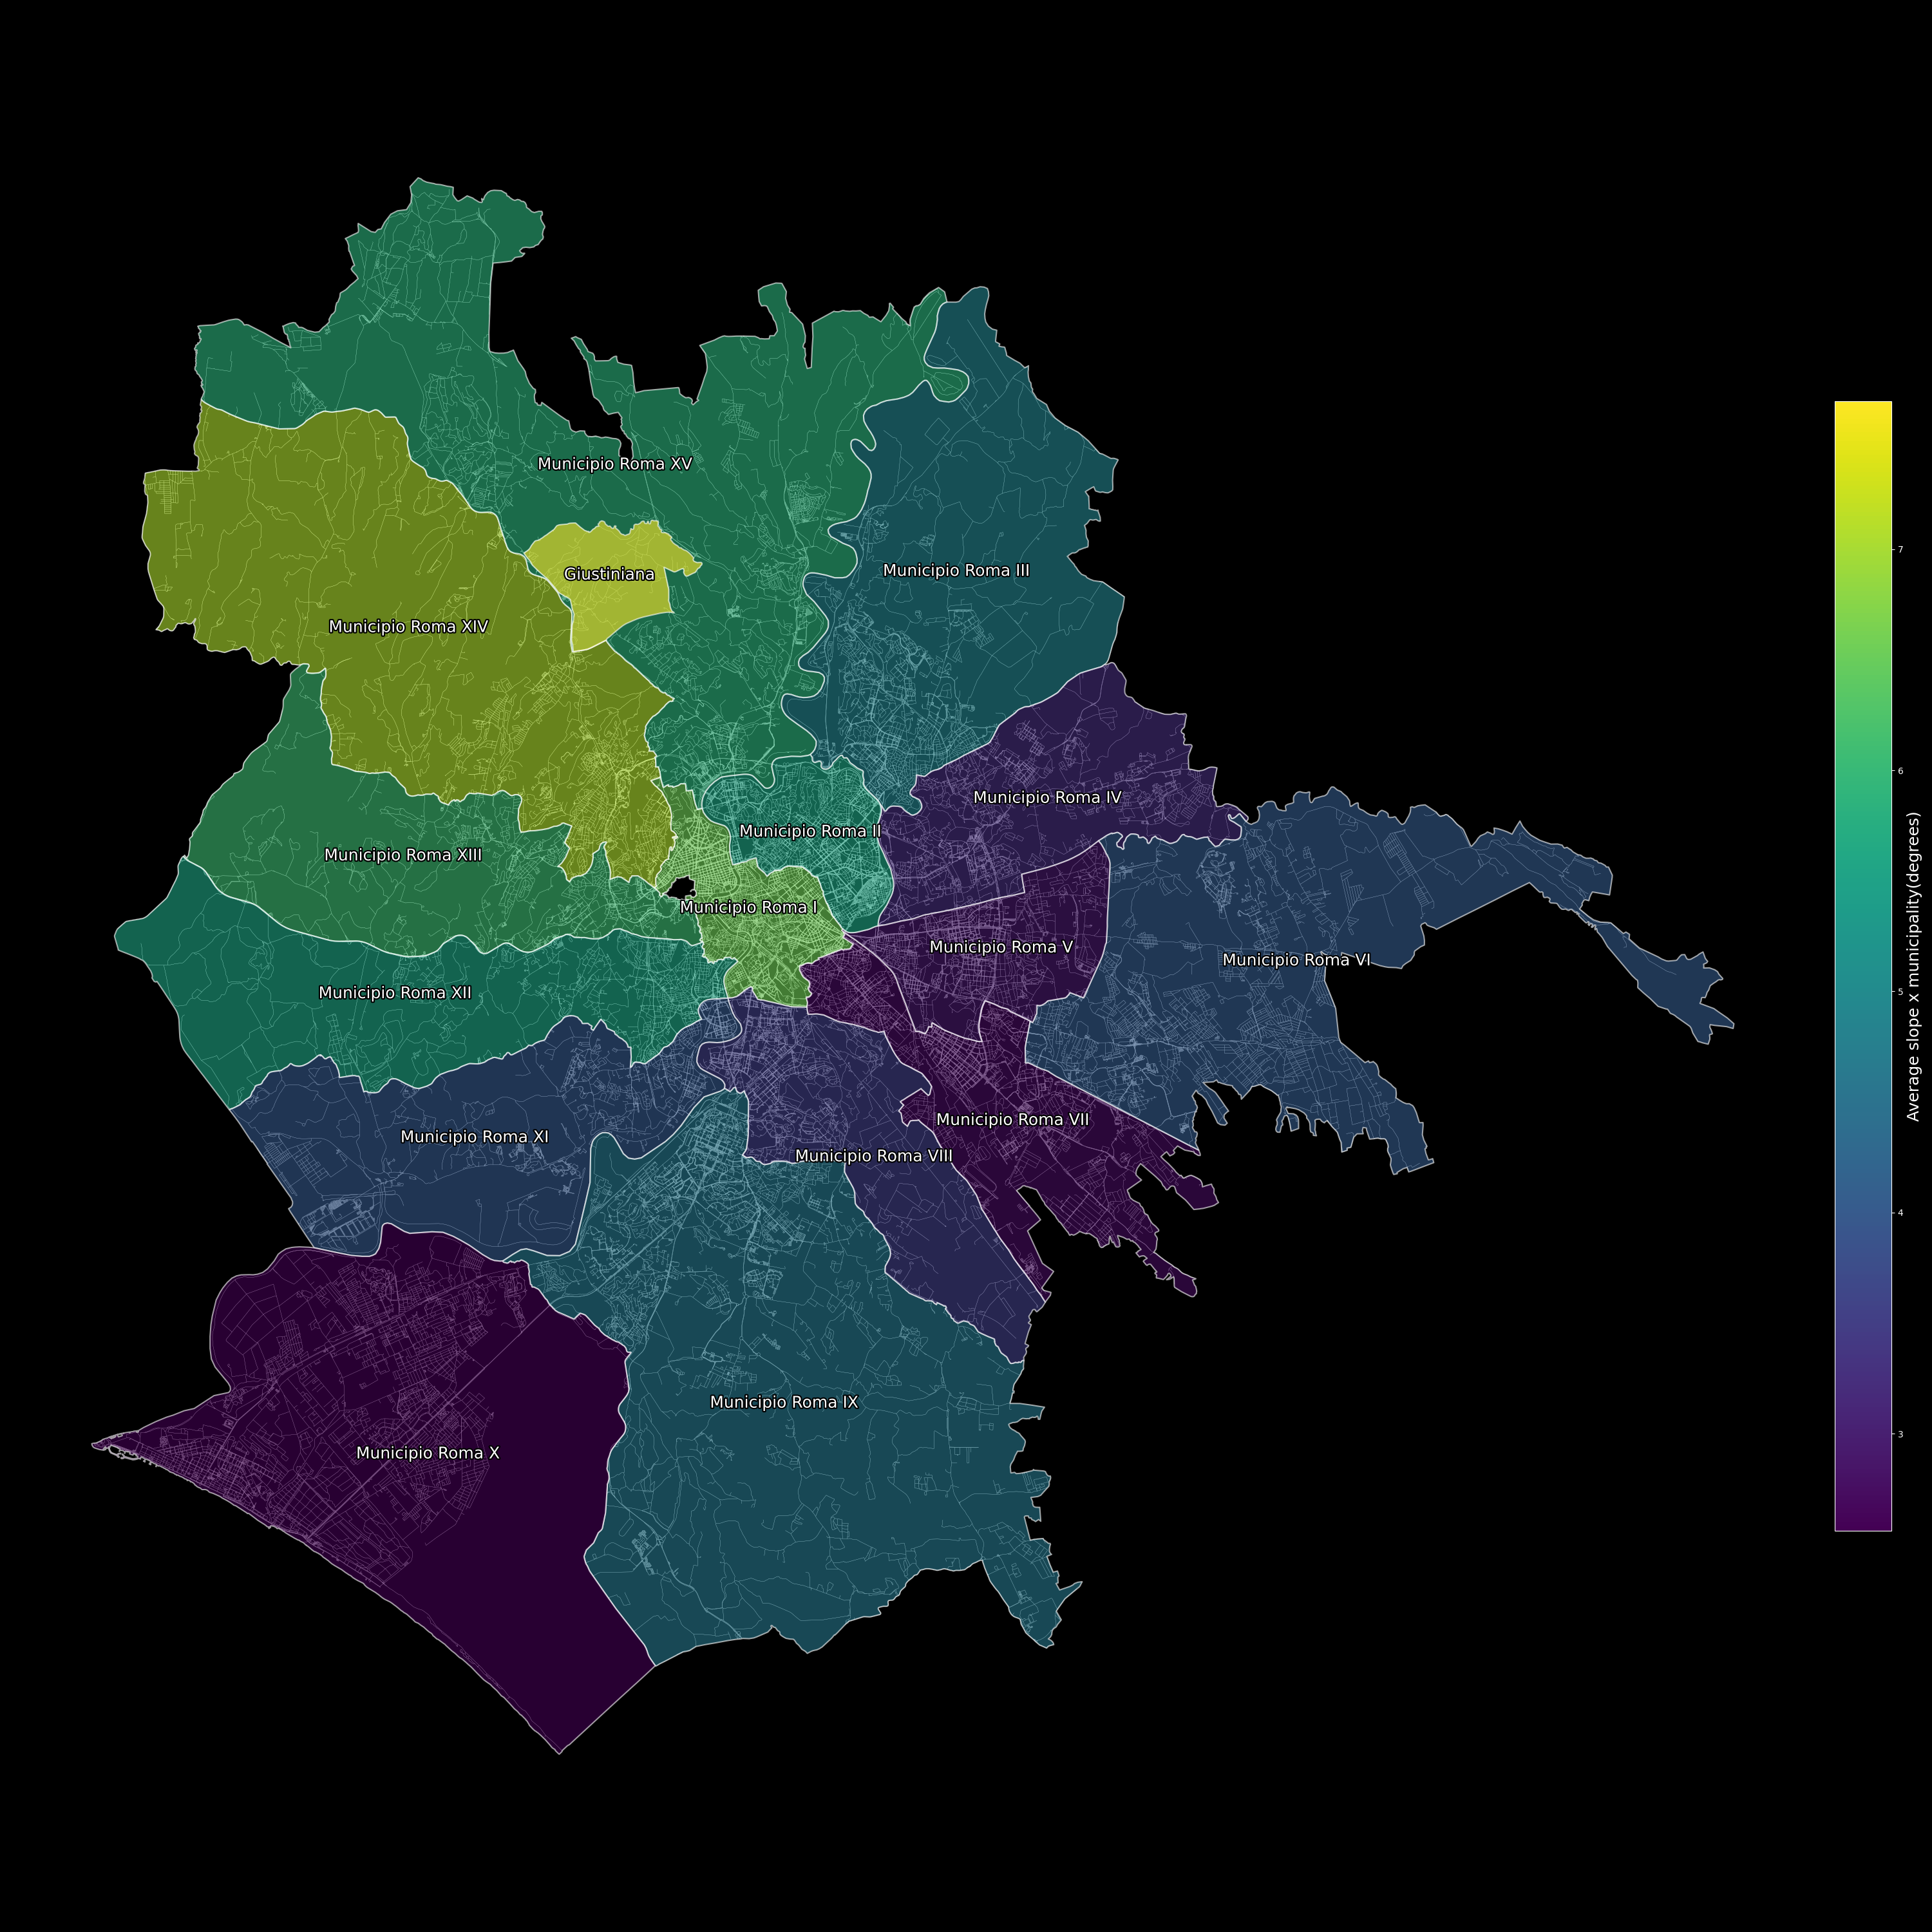 Municipio Roma XV
Municipio Roma III
Giustiniana
Municipio Roma XIV
Municipio Roma IV
Municipio Roma II
Municipio Roma XIII
Municipio Roma I
Municipio Roma V
Municipio Roma VI
Municipio Roma XII
Municipio Roma VII
Municipio Roma XI
Municipio Roma VIII
Municipio Roma IX
Municipio Roma X
7
6
5
4
3
Average slope x municipality(degrees)